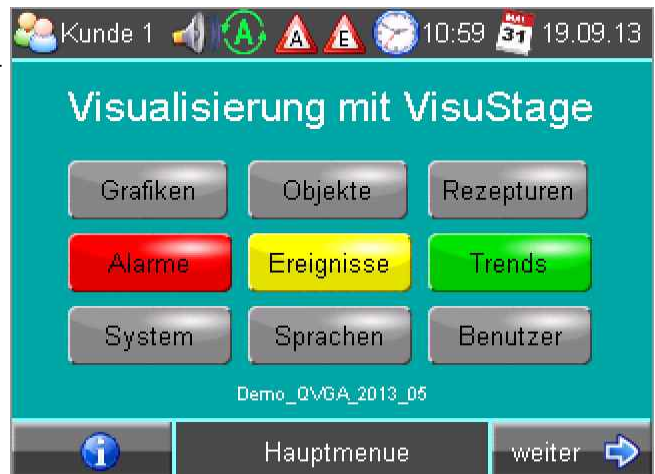 Kunde 1 A A E 10:59 31 19.09.13
Visualisierung mit VisuStage
Grafiken Objekte Rezepturen
Alarme Ereignisse Trends
System Sprachen Benutzer
Demo_QVGA_2013_05
i Hauptmenue weiter